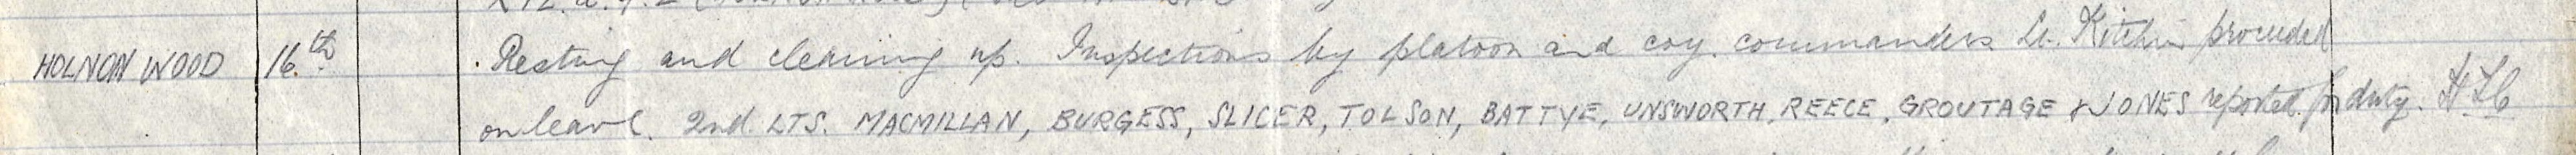 HOLNON WOOD 16th Resting and cleaning up. Inspections by platoon and coy. commanders. Lt. Kitchin proceeded
on leave. 2nd LTS. MACMILLAN, BURGESS, SLICER, TOLSON, BATTYE, UNSWORTH, REECE, GROUTAGE & JONES reported for duty.